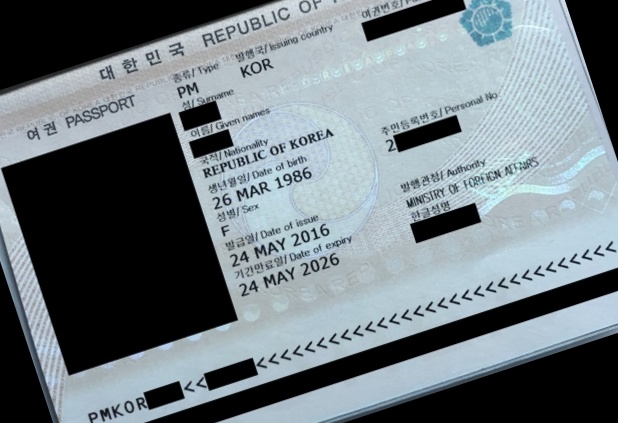 대한민국 REPUBLIC OF
여권 PASSPORT
종류/Type 발행국/Issuing country 여권번호/
PM KOR
성/Surname
이름/Given names
국적/Nationality
REPUBLIC OF KOREA
주민등록번호/Personal No.
2
생년월일/Date of birth
26 MAR 1986
성별/Sex
F
발행관청/Authority
MINISTRY OF FOREIGN AFFAIRS
한글성명
발급일/Date of issue
24 MAY 2016
기간만료일/Date of expiry
24 MAY 2026
PMKOR<<<<<<<<<<<<<<<<<<<<<<<<<<<<<<<